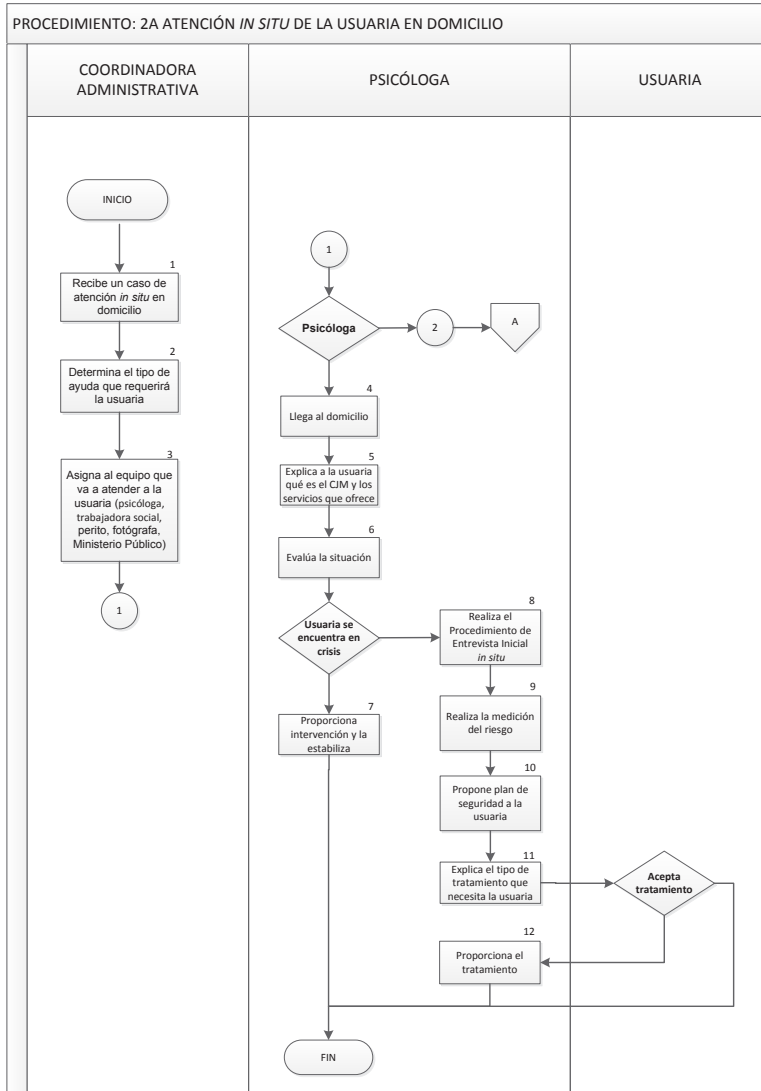 PROCEDIMIENTO: 2A ATENCIÓN IN SITU DE LA USUARIA EN DOMICILIO
COORDINADORA
ADMINISTRATIVA
PSICÓLOGA
USUARIA
INICIO
1
Recibe un caso de
atención in situ en
domicilio
2
Determina el tipo de
ayuda que requerirá
la usuaria
3
Asigna al equipo que
va a atender a la
usuaria (psicóloga,
trabajadora social,
perito, fotógrafa,
Ministerio Público)
1
1
Psicóloga
2
A
4
Llega al domicilio
5
Explica a la usuaria
qué es el CJM y los
servicios que ofrece
6
Evalúa la situación
Usuaria se
encuentra en
crisis
7
Proporciona
intervención y la
estabiliza
8
Realiza el
Procedimiento de
Entrevista Inicial
in situ
9
Realiza la medición
del riesgo
10
Propone plan de
seguridad a la
usuaria
11
Explica el tipo de
tratamiento que
necesita la usuaria
Acepta
tratamiento
12
Proporciona el
tratamiento
FIN